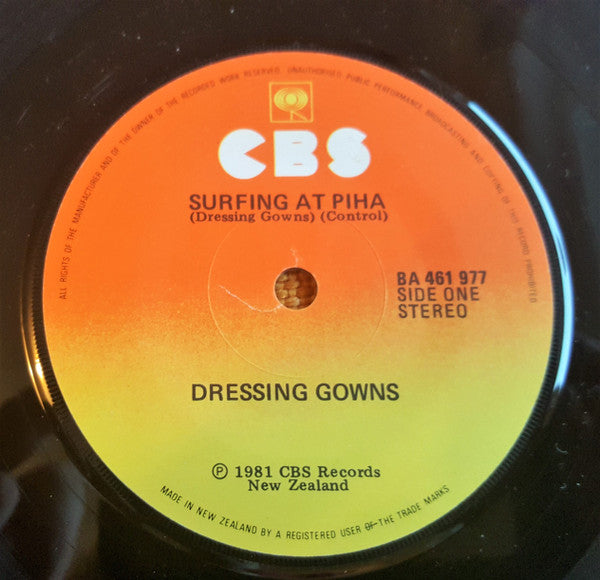 ALL RIGHTS OF THE MANUFACTURER AND OF THE OWNER OF THE RECORDED WORK RESERVED. UNAUTHORISED PUBLIC PERFORMANCE, BROADCASTING AND COPYING OF THIS RECORD PROHIBITED
CBS
SURFING AT PIHA
(Dressing Gowns) (Control)
BA 461 977
SIDE ONE
STEREO
DRESSING GOWNS
℗ 1981 CBS Records
New Zealand
MADE IN NEW ZEALAND BY A REGISTERED USER OF THE TRADE MARKS